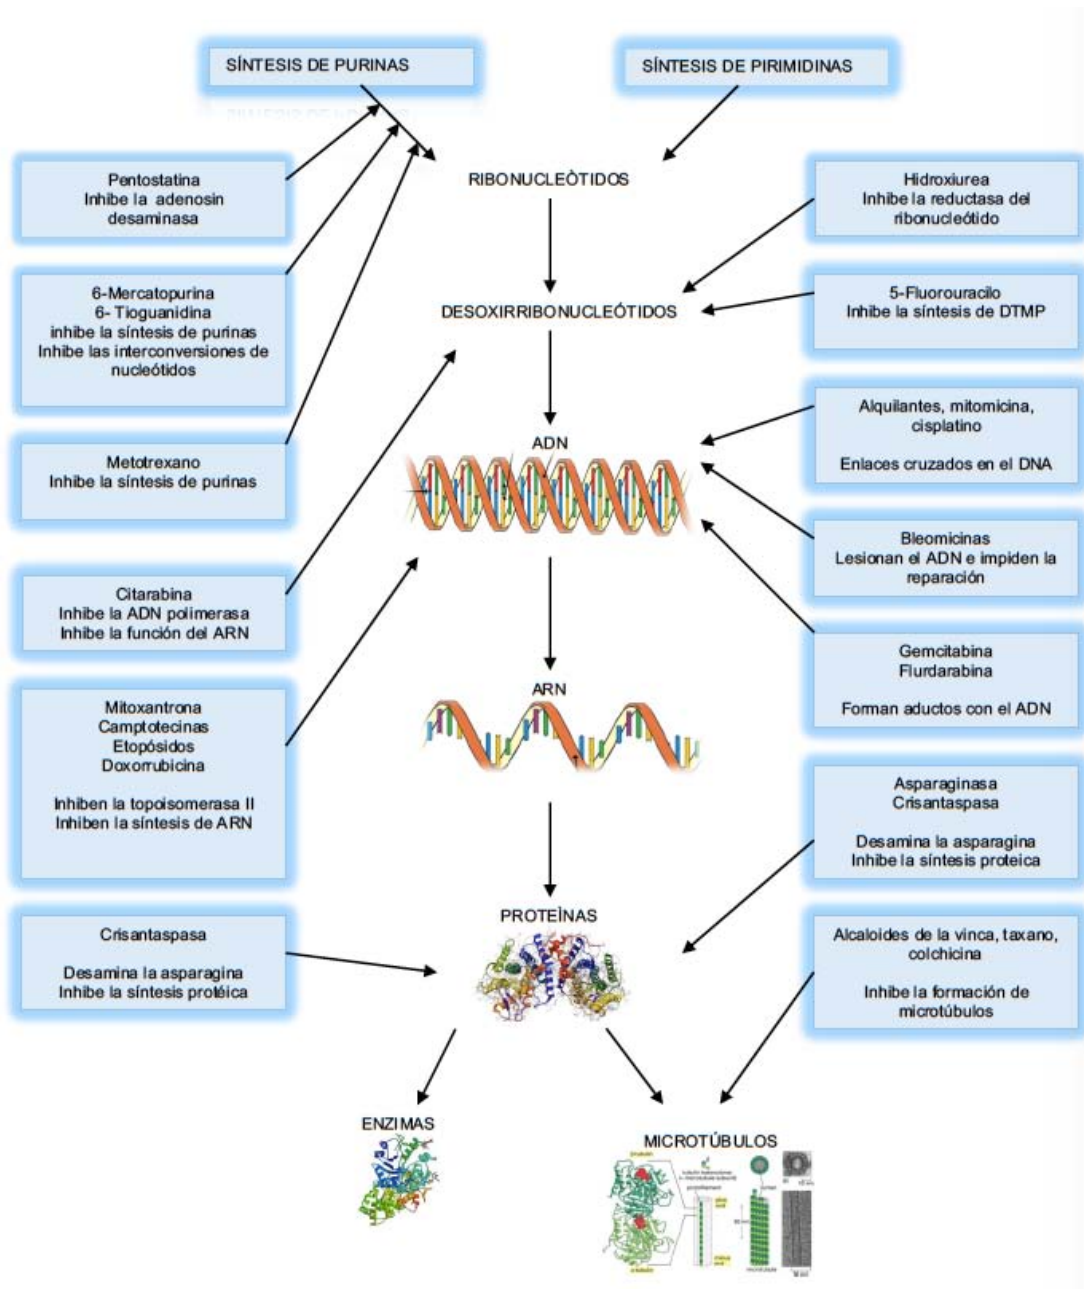 SÍNTESIS DE PURINAS
SÍNTESIS DE PIRIMIDINAS
RIBONUCLEÒTIDOS
Pentostatina
Inhibe la adenosin
desaminasa
Hidroxiurea
Inhibe la reductasa del
ribonucleótido
6-Mercatopurina
6- Tioguanidina
inhibe la síntesis de purinas
Inhibe las interconversiones de
nucleótidos
DESOXIRRIBONUCLEÓTIDOS
5-Fluorouracilo
Inhibe la síntesis de DTMP
Metotrexano
Inhibe la síntesis de purinas
ADN
Alquilantes, mitomicina,
cisplatino
Enlaces cruzados en el DNA
Bleomicinas
Lesionan el ADN e impiden la
reparación
Citarabina
Inhibe la ADN polimerasa
Inhibe la función del ARN
Gemcitabina
Flurdarabina
Forman aductos con el ADN
Mitoxantrona
Camptotecinas
Etopósidos
Doxorrubicina
Inhiben la topoisomerasa II
Inhiben la síntesis de ARN
ARN
Asparaginasa
Crisantaspasa
Desamina la asparagina
Inhibe la síntesis proteica
PROTEÌNAS
Crisantaspasa
Desamina la asparagina
Inhibe la síntesis protéica
Alcaloides de la vinca, taxano,
colchicina
Inhibe la formación de
microtúbulos
ENZIMAS
MICROTÚBULOS